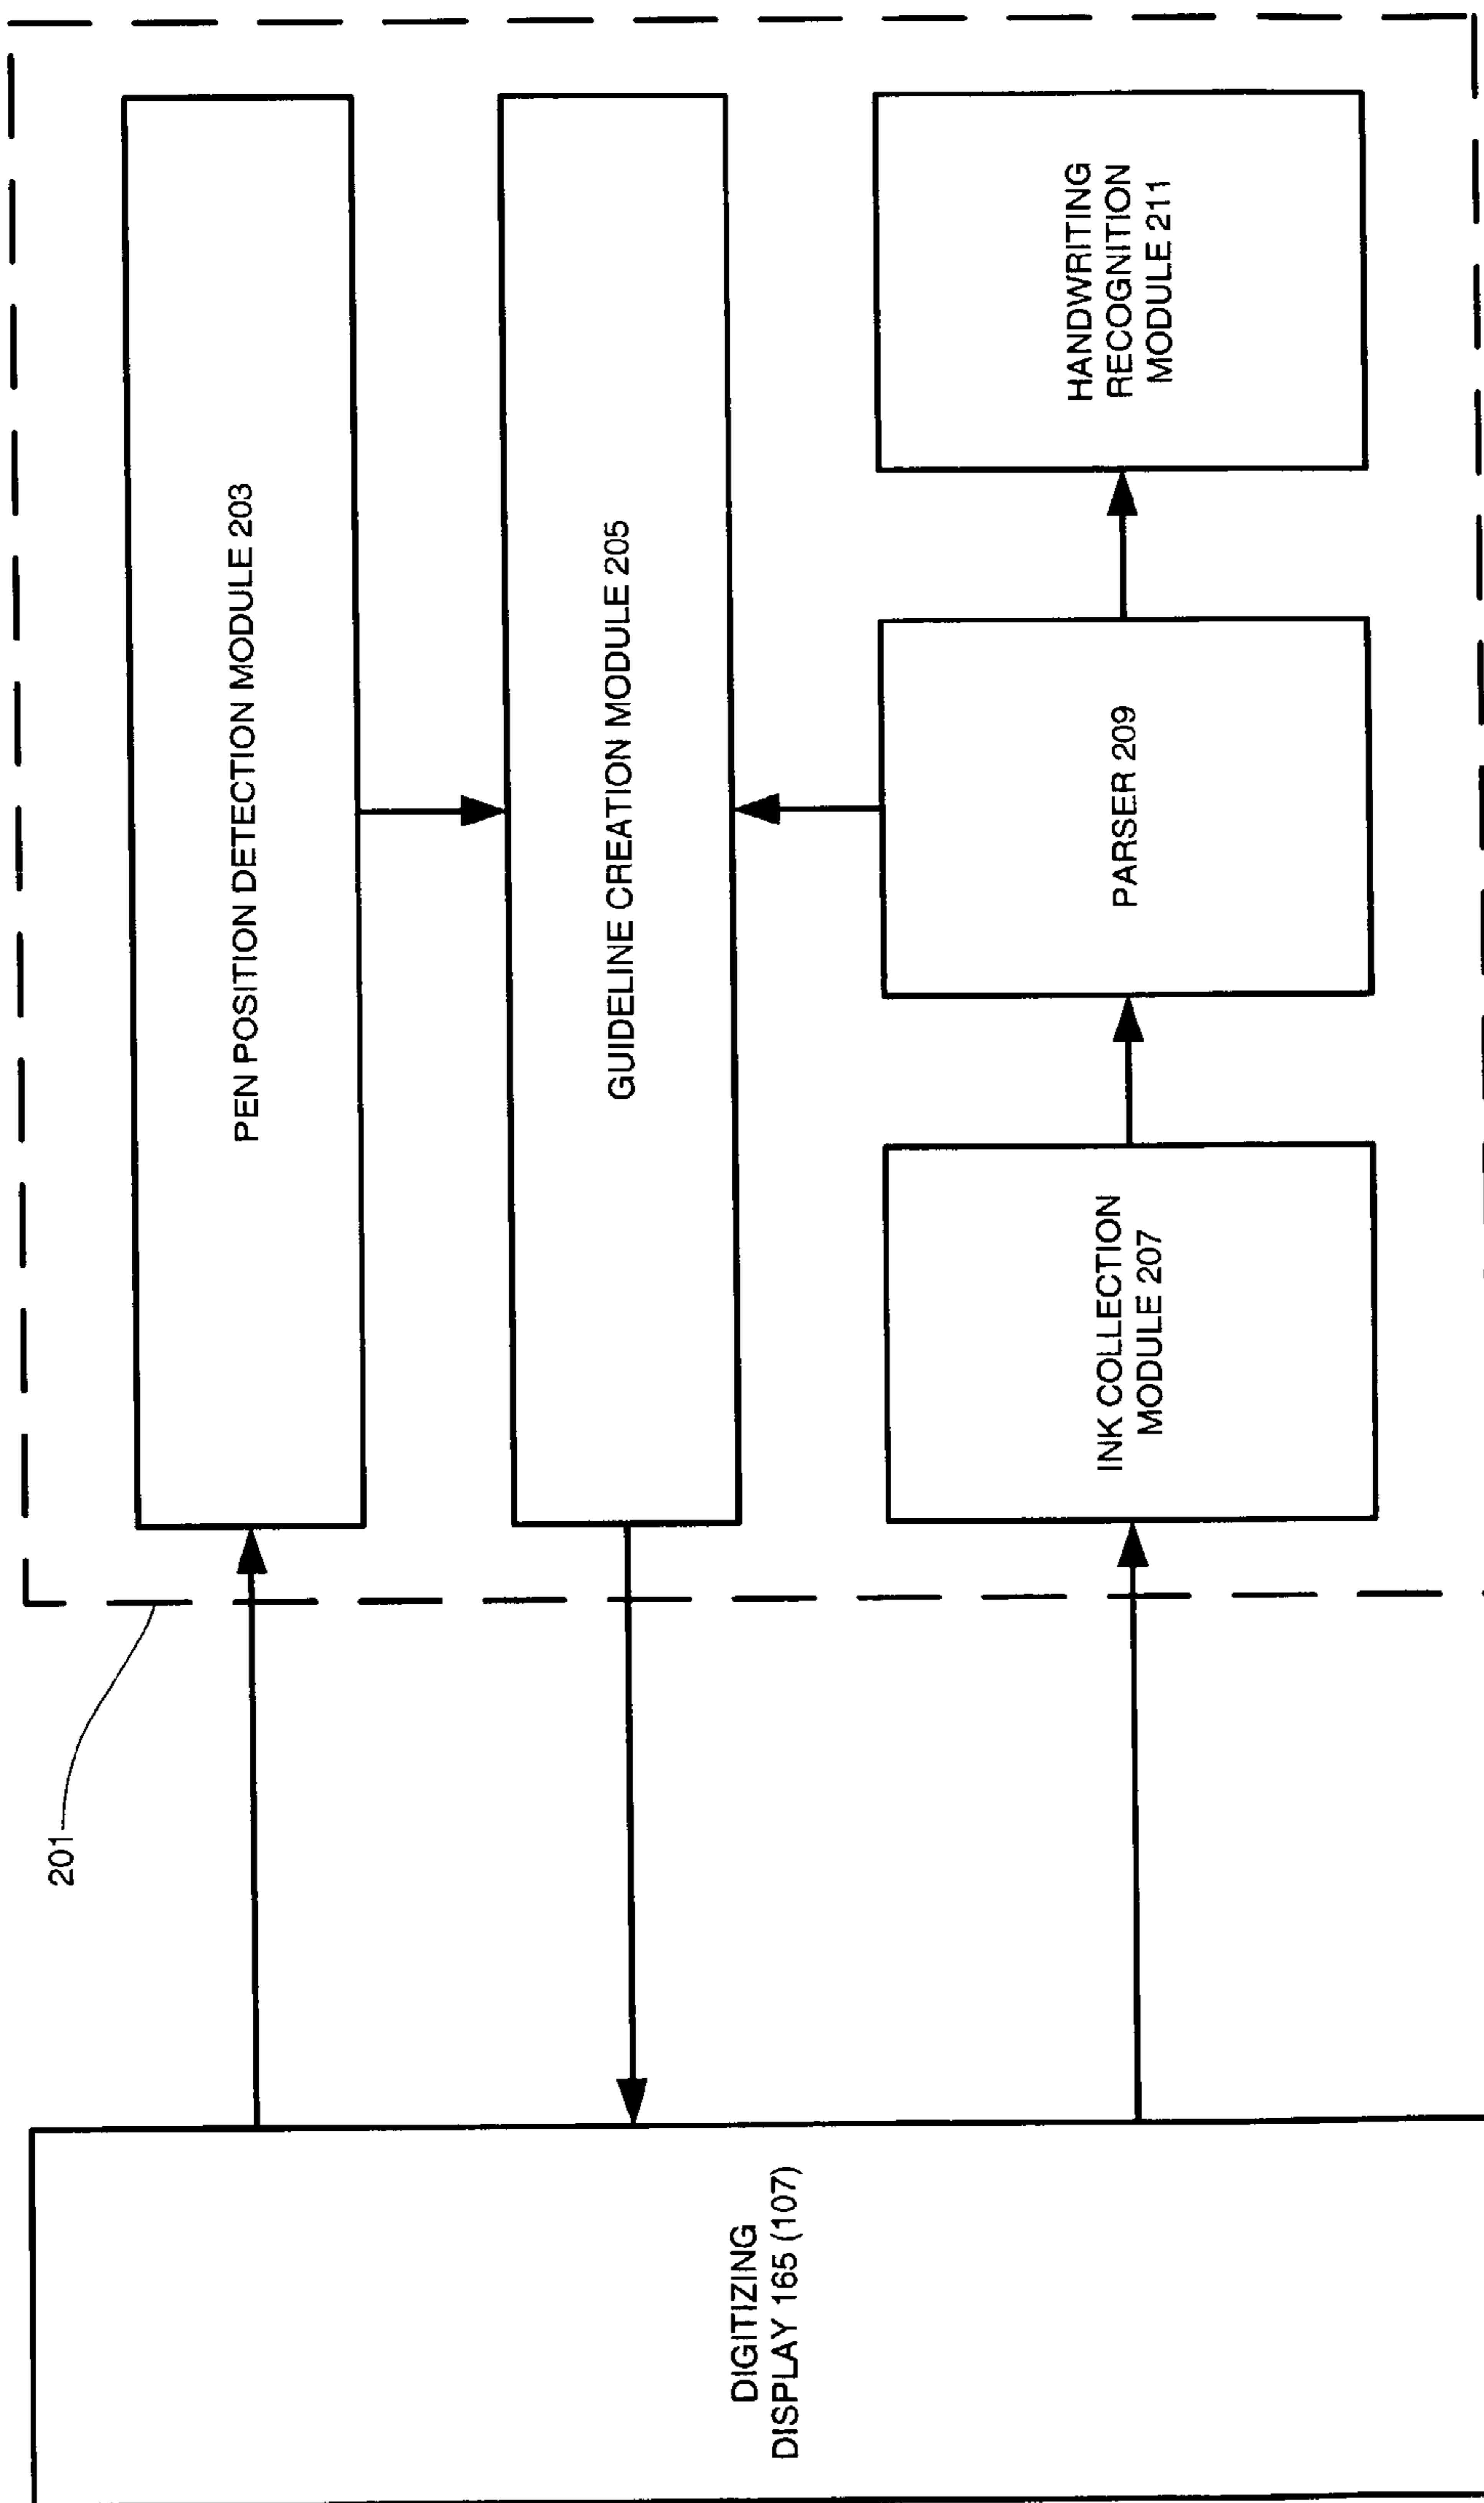 201
PEN POSITION DETECTION MODULE 203
GUIDELINE CREATION MODULE 205
DIGITIZING
DISPLAY 165 (107)
INK COLLECTION
MODULE 207
PARSER 209
HANDWRITING
RECOGNITION
MODULE 211